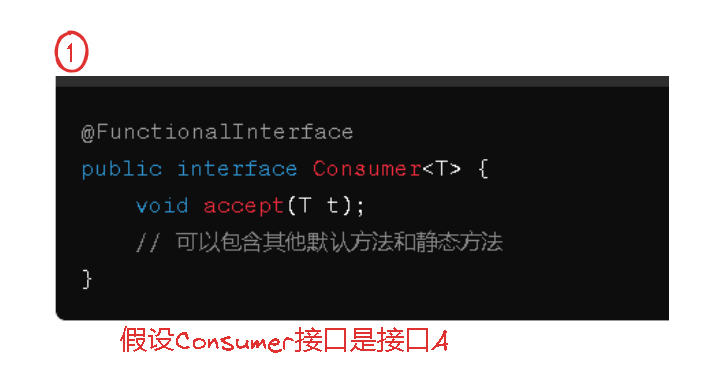 1
@FunctionalInterface
public interface Consumer<T> {
void accept(T t);
// 可以包含其他默认方法和静态方法
}
假设Consumer接口是接口A